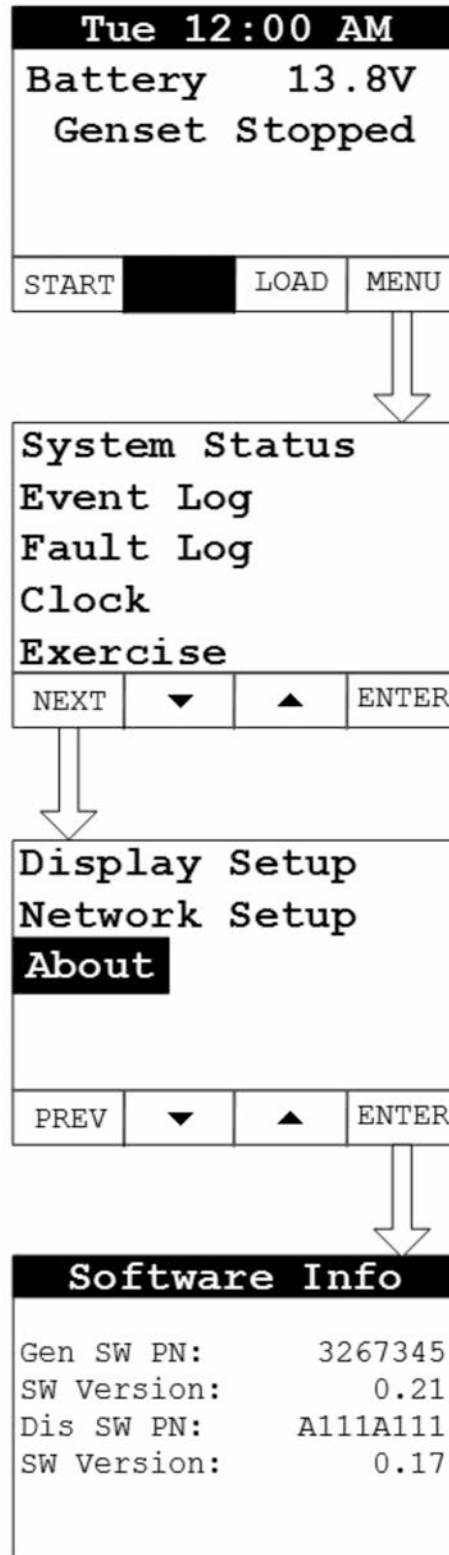 Tue 12:00 AM
Battery 13.8V
Genset Stopped
START LOAD MENU
System Status
Event Log
Fault Log
Clock
Exercise
NEXT ▼ ▲ ENTER
Display Setup
Network Setup
About
PREV ▼ ▲ ENTER
Software Info
Gen SW PN: 3267345
SW Version: 0.21
Dis SW PN: A111A111
SW Version: 0.17